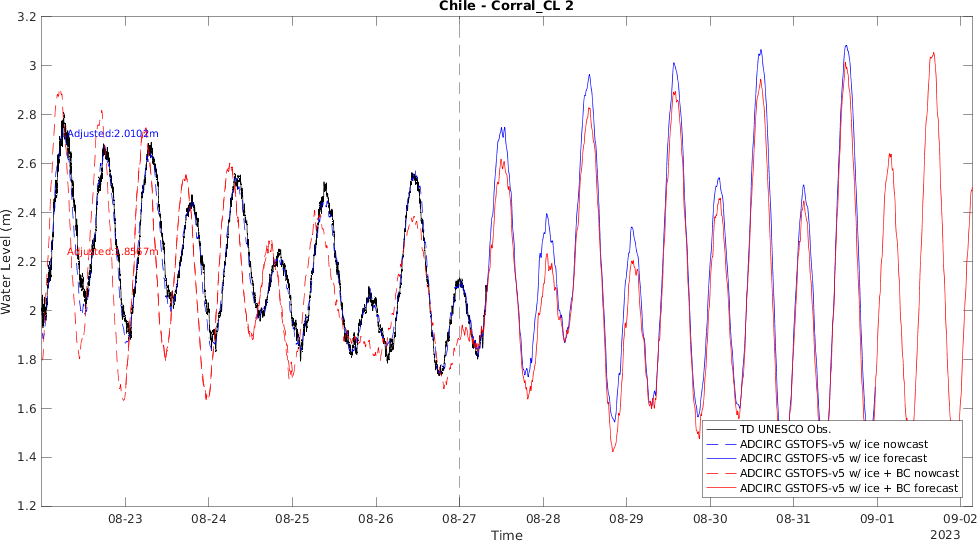 Chile - Corral_CL 2
3.2
3
2.8
2.6
2.4
2.2
2
1.8
1.6
1.4
1.2
Water Level (m)
Adjusted:2.0102m
TD UNESCO Obs.
ADCIRC GSTOFS-v5 w/ ice nowcast
ADCIRC GSTOFS-v5 w/ ice forecast
ADCIRC GSTOFS-v5 w/ ice + BC nowcast
ADCIRC GSTOFS-v5 w/ ice + BC forecast
08-23 08-24 08-25 08-26 08-27 08-28 08-29 08-30 08-31 09-01 09-02
Time
2023